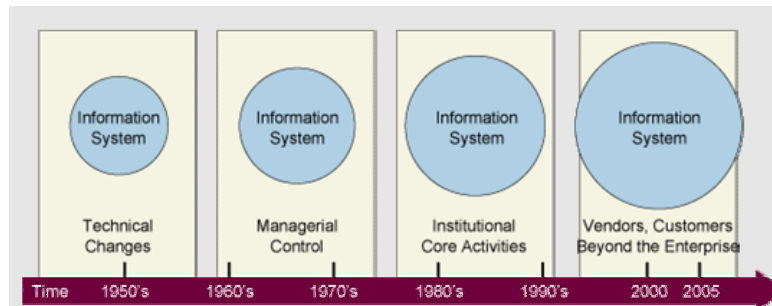 Information
System
Technical
Changes
Information
System
Managerial
Control
Information
System
Institutional
Core Activities
Information
System
Vendors, Customers
Beyond the Enterprise
Time 1950's 1960's 1970's 1980's 1990's 2000 2005